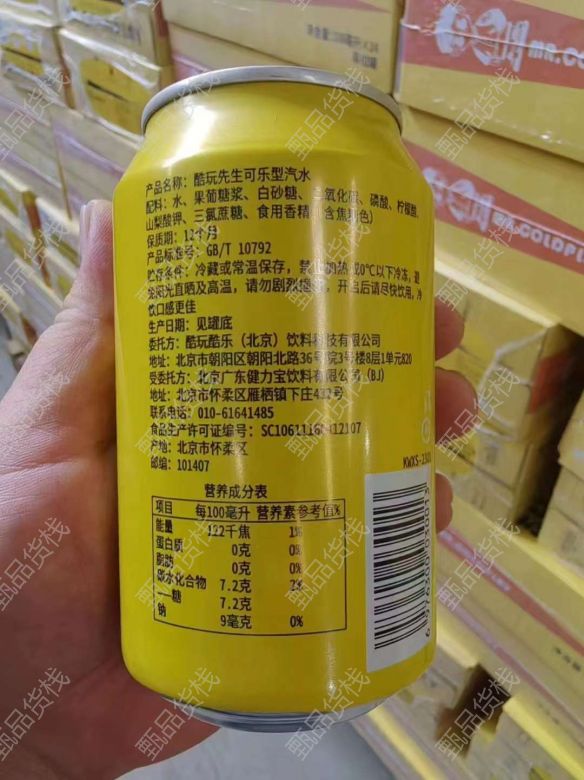 产品名称：酷玩先生可乐型汽水
配料：水、果葡糖浆、白砂糖、二氧化碳、磷酸、柠檬酸、
山梨酸钾、三氯蔗糖、食用香精（含焦糖色）
保质期：12个月
产品标准号：GB/T 10792
贮存条件：冷藏或常温保存，禁止加热或0℃以下冷冻，避
免阳光直晒及高温，请勿剧烈摇晃，开启后请尽快饮用，冷
饮口感更佳
生产日期：见罐底
委托方：酷玩酷乐（北京）饮料科技有限公司
地址：北京市朝阳区朝阳北路36号院3号楼8层1单元820
受委托方：北京广东健力宝饮料有限公司（BJ）
地址：北京市怀柔区雁栖镇下庄432号
联系电话：010-61641485
食品生产许可证编号：
产地：北京市怀柔区
邮编：101407
营养成分表
项目 每100毫升 营养素参考值%
能量 122千焦 1%
蛋白质 0克 0%
脂肪 0克 0%
碳水化合物 7.2克 2%
——糖 7.2克
钠 9毫克 0%
MR.COLDPLAY
甄品货栈